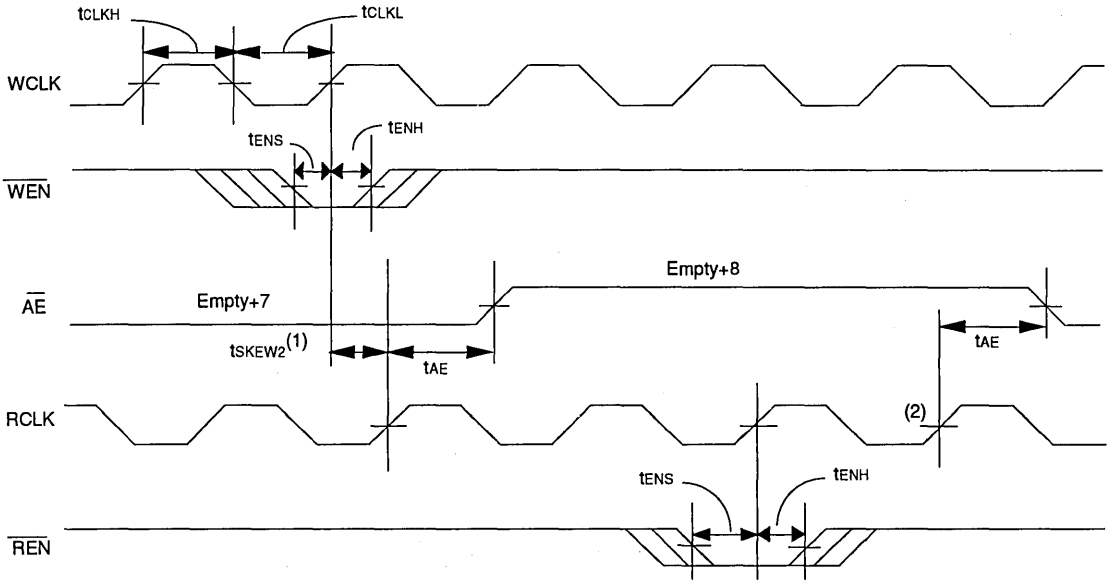 tCLKH
tCLKL
WCLK
tENS
tENH
WEN
Empty+7
Empty+8
AE
tSKEW2(1)
tAE
tAE
RCLK
(2)
tENS
tENH
REN